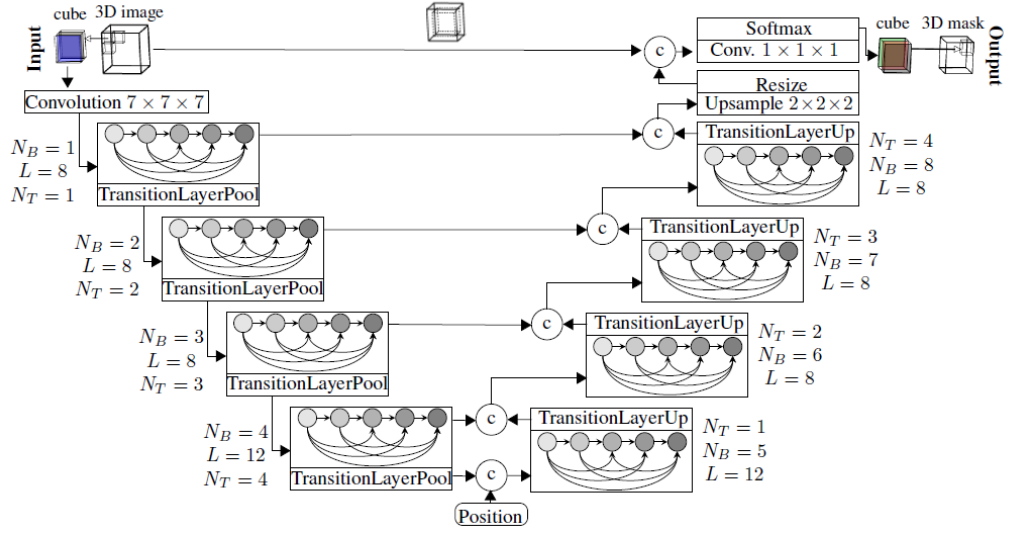 Input
cube
3D image
Convolution 7 × 7 × 7
N_B = 1
L = 8
N_T = 1
TransitionLayerPool
N_B = 2
L = 8
N_T = 2
TransitionLayerPool
N_B = 3
L = 8
N_T = 3
TransitionLayerPool
N_B = 4
L = 12
N_T = 4
TransitionLayerPool
c
Position
c
TransitionLayerUp
N_T = 1
N_B = 5
L = 12
c
TransitionLayerUp
N_T = 2
N_B = 6
L = 8
c
TransitionLayerUp
N_T = 3
N_B = 7
L = 8
c
TransitionLayerUp
N_T = 4
N_B = 8
L = 8
Resize
Upsample 2×2×2
c
Softmax
Conv. 1 × 1 × 1
cube
3D mask
Output